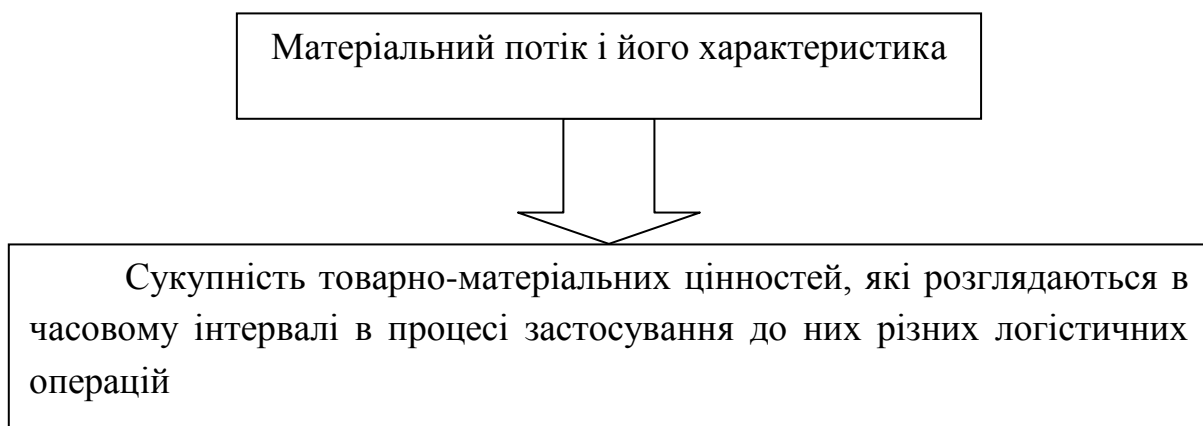 Матеріальний потік і його характеристика
Сукупність товарно-матеріальних цінностей, які розглядаються в
часовому інтервалі в процесі застосування до них різних логістичних
операцій